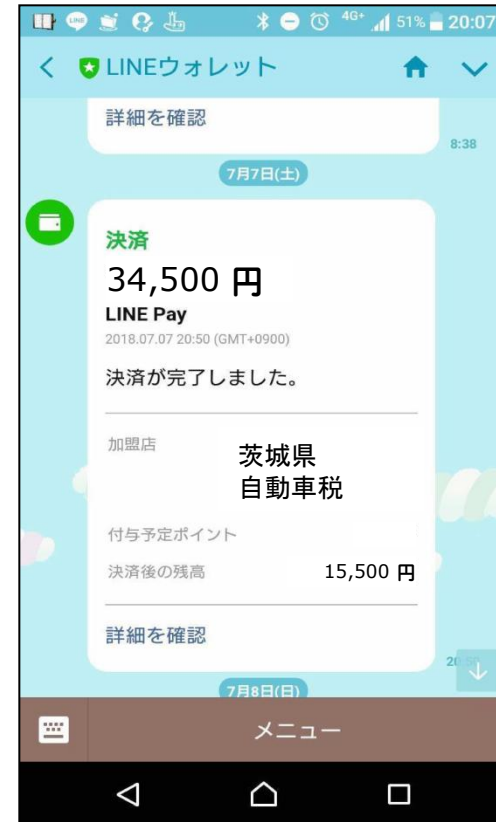 LINE
4G+
51%
20:07
LINEウォレット
詳細を確認
8:38
7月7日(土)
決済
34,500 円
LINE Pay
2018.07.07 20:50 (GMT+0900)
決済が完了しました。
加盟店
茨城県
自動車税
付与予定ポイント
決済後の残高
15,500 円
詳細を確認
7月8日(日)
メニュー